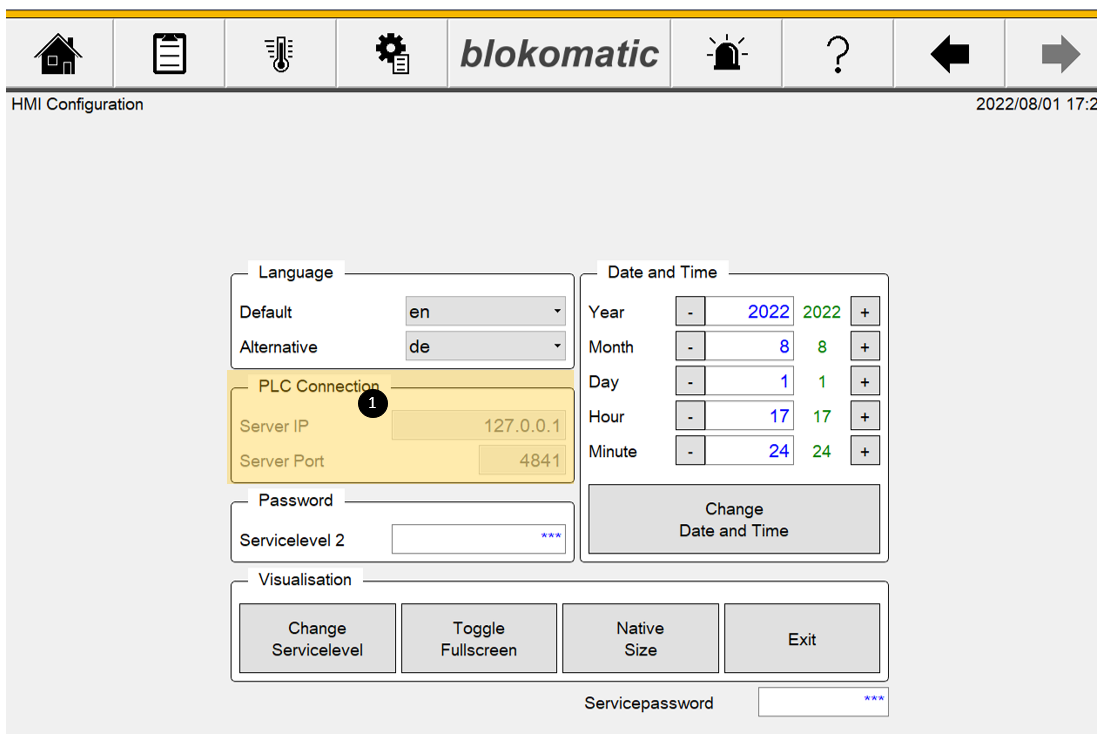 blokomatic
HMI Configuration
2022/08/01 17:2
Language
Default en
Alternative de
PLC Connection
1
Server IP 127.0.0.1
Server Port 4841
Password
Servicelevel 2 ***
Date and Time
Year - 2022 2022 +
Month - 8 8 +
Day - 1 1 +
Hour - 17 17 +
Minute - 24 24 +
Change
Date and Time
Visualisation
Change
Servicelevel
Toggle
Fullscreen
Native
Size
Exit
Servicepassword ***